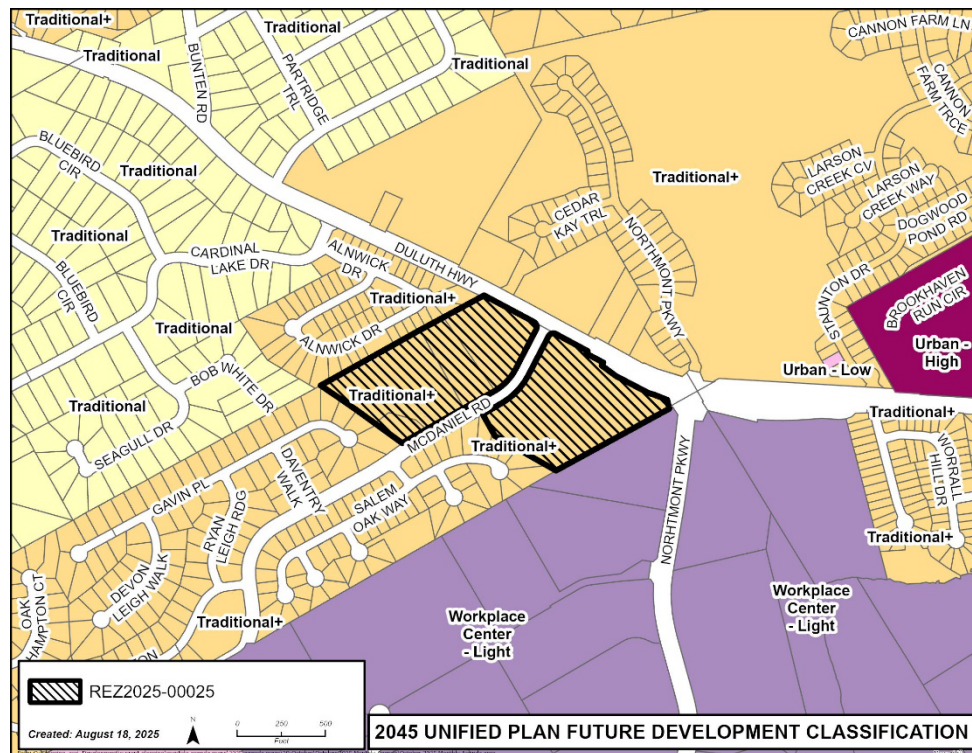 Traditional+
Traditional
BUNTEN RD
PARTRIDGE
TRL
Traditional
CANNON FARM LN
CANNON
FARM TRCE
BLUEBIRD
CIR
Traditional
LARSON
CREEK CV
LARSON
CREEK WAY
DOGWOOD
POND RD
Traditional+
CEDAR
KAY TRL
NORTHMONT PKWY
Traditional
CARDINAL
LAKE DR
ALNWICK
DR
DULUTH HWY
BLUEBIRD
CIR
Traditional+
STAUNTON DR
BROOKHAVEN
RUN CIR
Urban -
High
Traditional
ALNWICK DR
Urban - Low
BOB WHITE DR
Traditional+
MCDANIEL RD
Traditional
SEAGULL DR
Traditional+
Traditional+
WORRALL
HILL DR
GAVIN PL
DAVENTRY
WALK
SALEM
OAK WAY
RYAN
LEIGH RDG
NORHTMONT PKWY
Traditional+
DEVON
LEIGH WALK
OAK
HAMPTON CT
Traditional+
Workplace
Center
- Light
Workplace
Center
- Light
REZ2025-00025
Created: August 18, 2025
N
0 250 500
Feet
2045 UNIFIED PLAN FUTURE DEVELOPMENT CLASSIFICATION